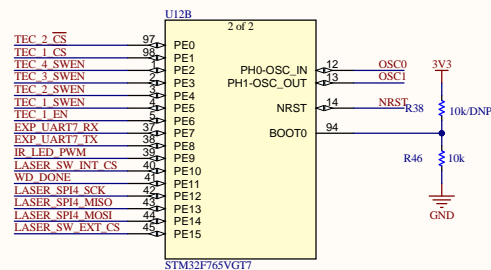 U12B
2 of 2
TEC_2_CS 97 PE0
TEC_1_CS 98 PE1
TEC_4_SWEN 1 PE2
TEC_3_SWEN 2 PE3
TEC_2_SWEN 3 PE4
TEC_1_SWEN 4 PE5
TEC_1_EN 5 PE6
EXP_UART7_RX 37 PE7
EXP_UART7_TX 38 PE8
IR_LED_PWM 39 PE9
LASER_SW_INT_CS 40 PE10
WD_DONE 41 PE11
LASER_SPI4_SCK 42 PE12
LASER_SPI4_MISO 43 PE13
LASER_SPI4_MOSI 44 PE14
LASER_SW_EXT_CS 45 PE15
PH0-OSC_IN 12 OSC0
PH1-OSC_OUT 13 OSC1
NRST 14 NRST
BOOT0 94
3V3
R38 10k/DNP
R46 10k
GND
STM32F765VGT7